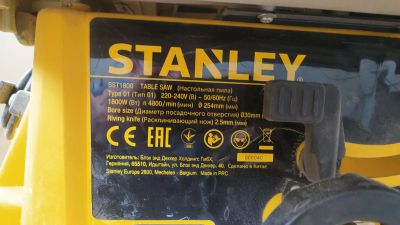 STANLEY
SST1800 TABLE SAW (Настольная пила)
Type 01 (Тип 01) 220-240V (В) – 50/60Hz (Гц)
1800W (Вт) n 4800/min (мин) Ø 254mm (мм)
Bore size (Диаметр посадочного отверстия) Ø30mm
Riving knife (Расклинивающий нож) 2.5mm (мм)
CE EAC
Изготовитель: Блэк энд Деккер Холдингс ГмбХ,
Германия, 65510, Идштайн, ул. Блэк энд Деккер, 40. Сделано в Китае
Stanley Europe 2800, Mechelen - Belgium. Made in PRC